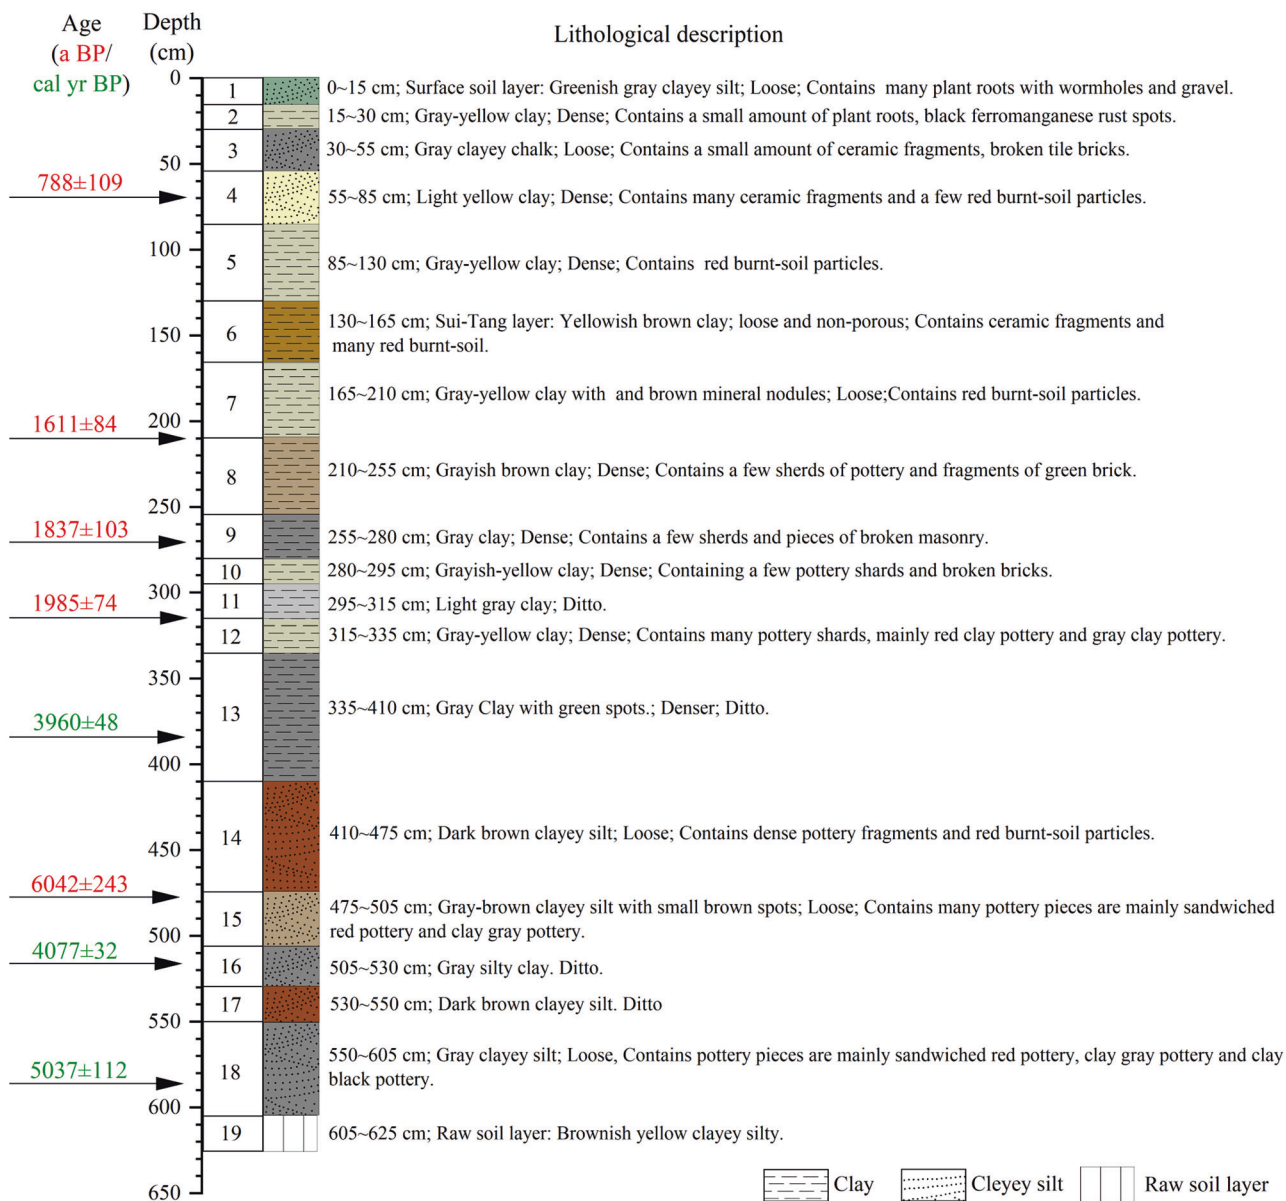 Age
(a BP/
cal yr BP)
Depth
(cm)
Lithological description
0
1
0~15 cm; Surface soil layer: Greenish gray clayey silt; Loose; Contains many plant roots with wormholes and gravel.
2
15~30 cm; Gray-yellow clay; Dense; Contains a small amount of plant roots, black ferromanganese rust spots.
3
30~55 cm; Gray clayey chalk; Loose; Contains a small amount of ceramic fragments, broken tile bricks.
50
788±109
4
55~85 cm; Light yellow clay; Dense; Contains many ceramic fragments and a few red burnt-soil particles.
100
5
85~130 cm; Gray-yellow clay; Dense; Contains red burnt-soil particles.
150
6
130~165 cm; Sui-Tang layer: Yellowish brown clay; loose and non-porous; Contains ceramic fragments and
many red burnt-soil.
7
165~210 cm; Gray-yellow clay with and brown mineral nodules; Loose;Contains red burnt-soil particles.
200
1611±84
8
210~255 cm; Grayish brown clay; Dense; Contains a few sherds of pottery and fragments of green brick.
250
1837±103
9
255~280 cm; Gray clay; Dense; Contains a few sherds and pieces of broken masonry.
10
280~295 cm; Grayish-yellow clay; Dense; Containing a few pottery shards and broken bricks.
300
1985±74
11
295~315 cm; Light gray clay; Ditto.
12
315~335 cm; Gray-yellow clay; Dense; Contains many pottery shards, mainly red clay pottery and gray clay pottery.
350
13
335~410 cm; Gray Clay with green spots.; Denser; Ditto.
3960±48
400
14
410~475 cm; Dark brown clayey silt; Loose; Contains dense pottery fragments and red burnt-soil particles.
450
6042±243
15
475~505 cm; Gray-brown clayey silt with small brown spots; Loose; Contains many pottery pieces are mainly sandwiched
red pottery and clay gray pottery.
500
4077±32
16
505~530 cm; Gray silty clay. Ditto.
17
530~550 cm; Dark brown clayey silt. Ditto
550
18
550~605 cm; Gray clayey silt; Loose, Contains pottery pieces are mainly sandwiched red pottery, clay gray pottery and clay
black pottery.
5037±112
600
19
605~625 cm; Raw soil layer: Brownish yellow clayey silty.
650
Clay
Cleyey silt
Raw soil layer